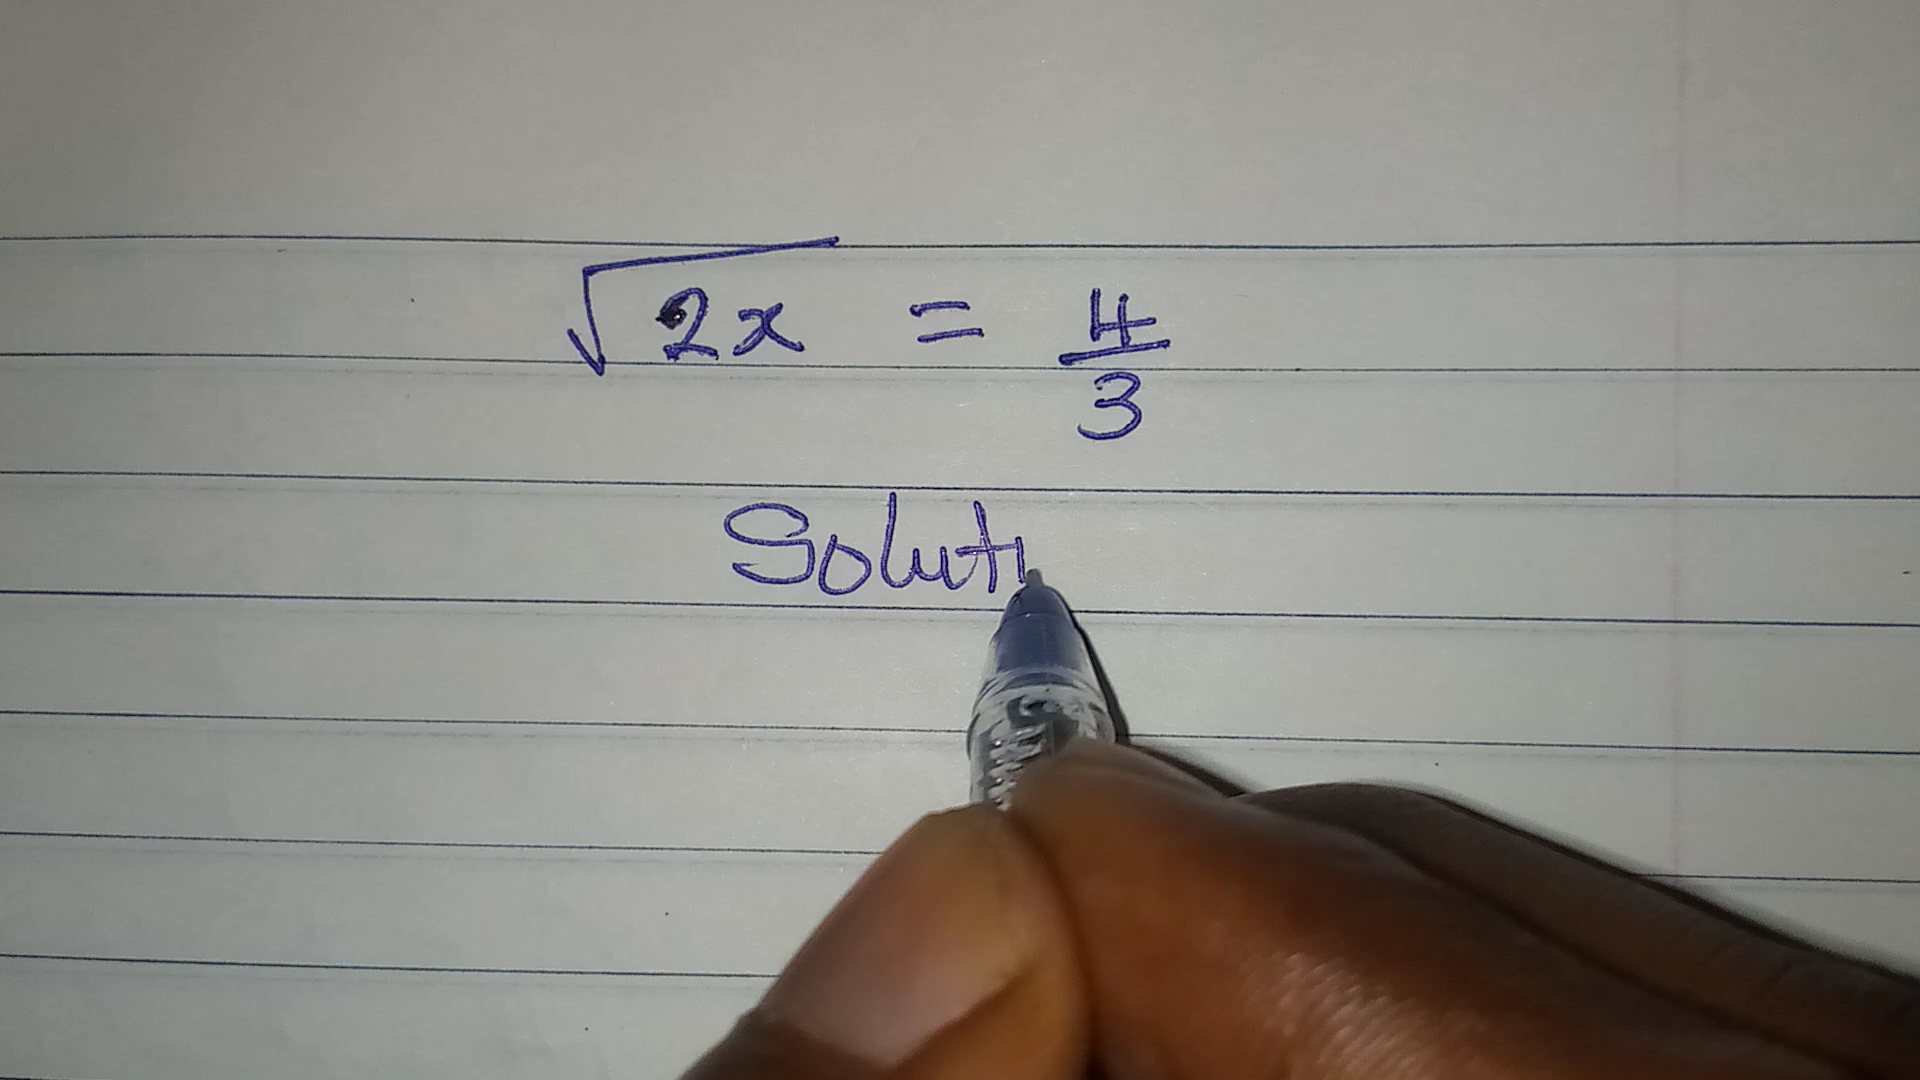 √2x = 4/3
Soluti